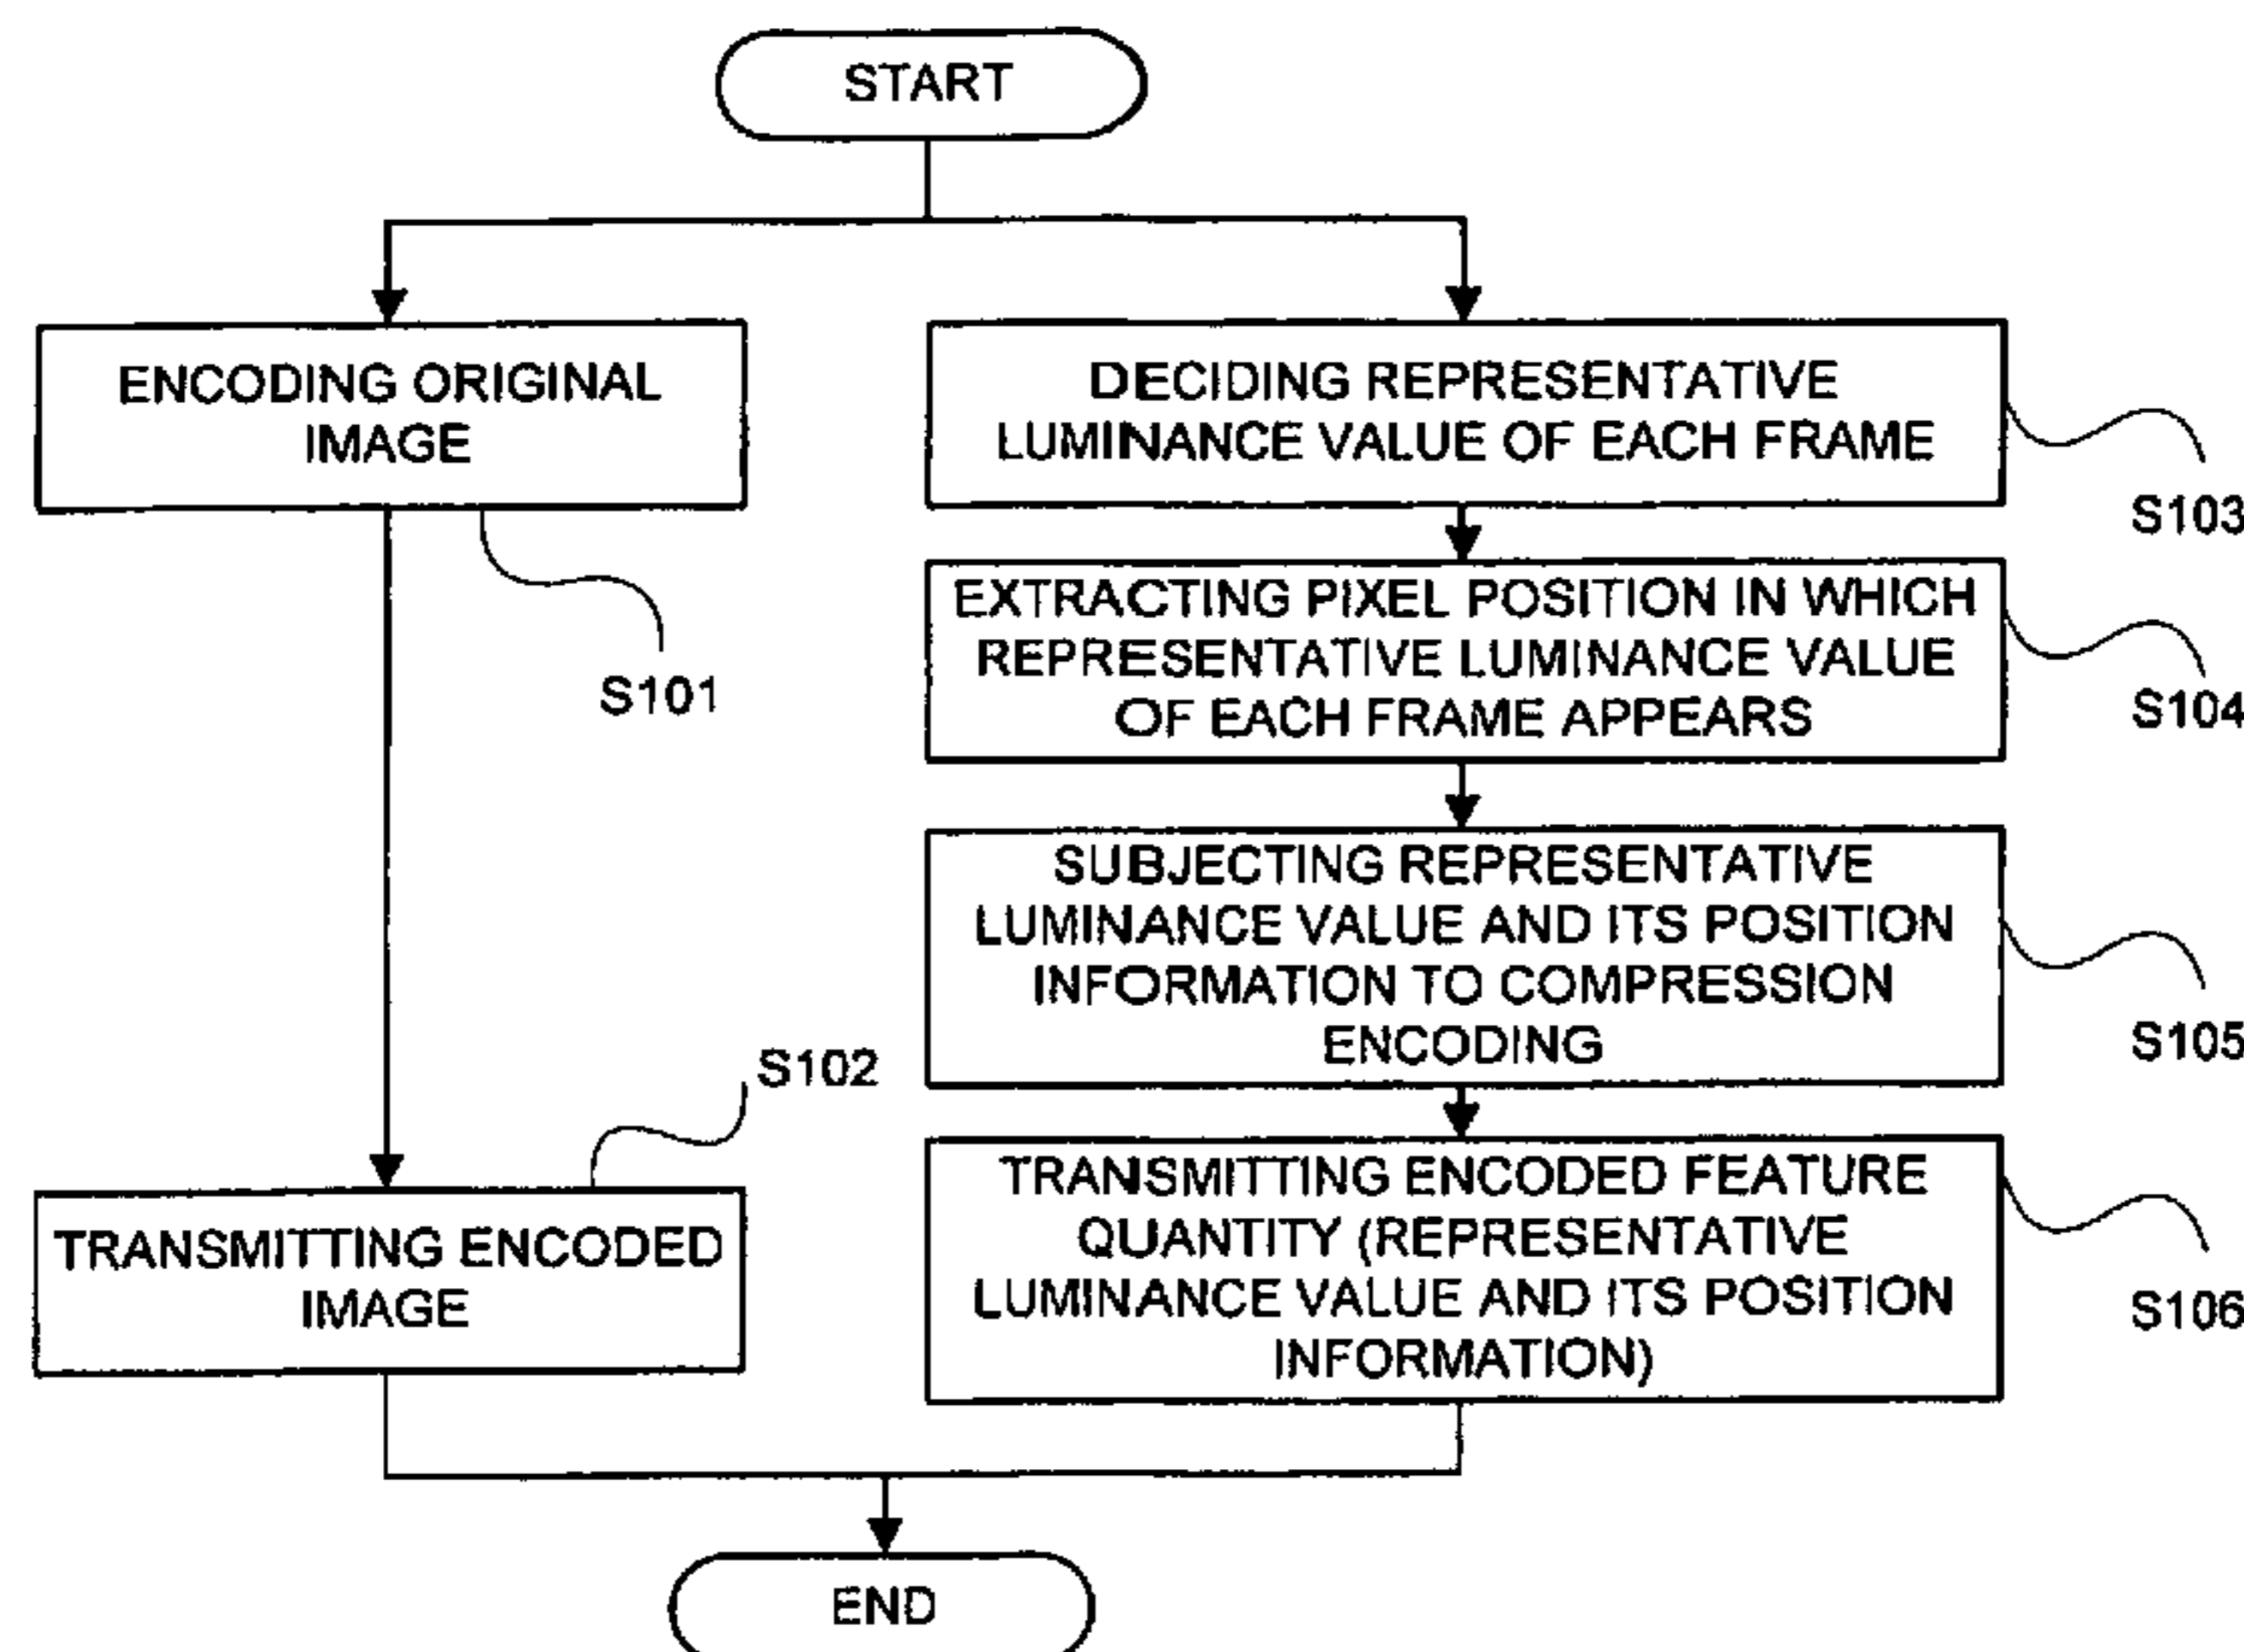 START
ENCODING ORIGINAL
IMAGE
S101
TRANSMITTING ENCODED
IMAGE
S102
DECIDING REPRESENTATIVE
LUMINANCE VALUE OF EACH FRAME
S103
EXTRACTING PIXEL POSITION IN WHICH
REPRESENTATIVE LUMINANCE VALUE
OF EACH FRAME APPEARS
S104
SUBJECTING REPRESENTATIVE
LUMINANCE VALUE AND ITS POSITION
INFORMATION TO COMPRESSION
ENCODING
S105
TRANSMITTING ENCODED FEATURE
QUANTITY (REPRESENTATIVE
LUMINANCE VALUE AND ITS POSITION
INFORMATION)
S106
END